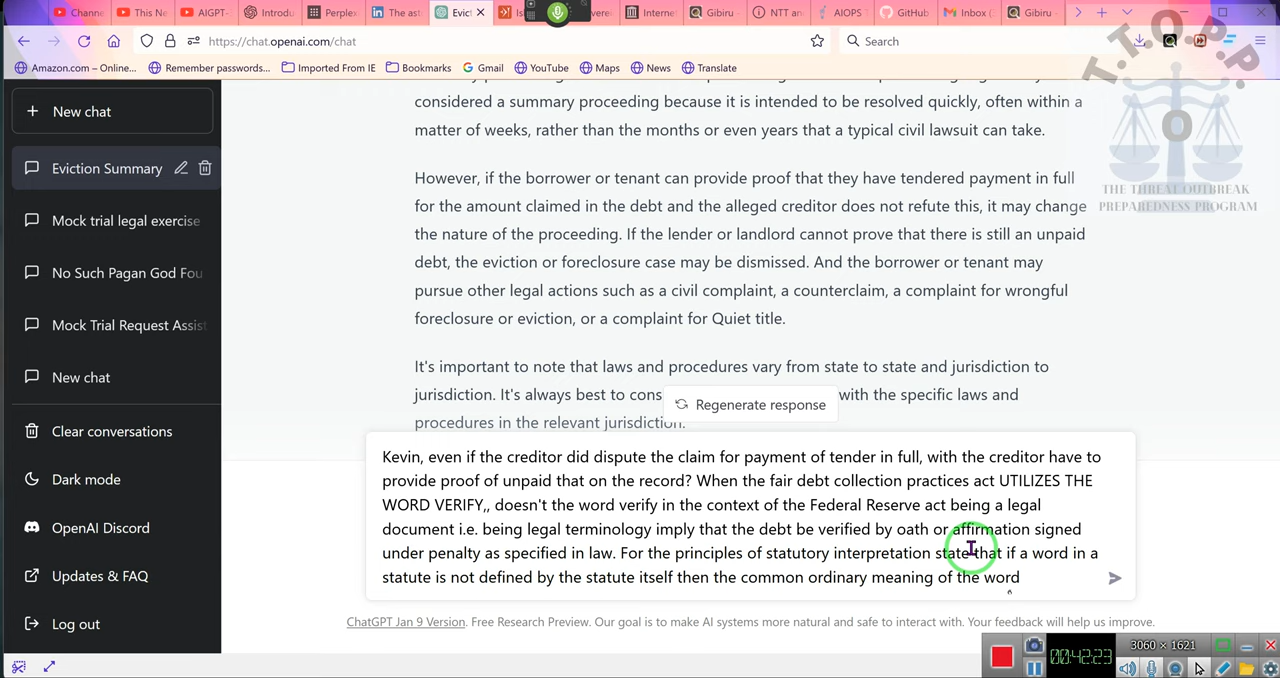 Channe
This Ne
AIGPT-
Introdu
Perplex
The ast
Evict
Internet
Gibiru -
NTT an
AIOPS T
GitHub
Inbox (
Gibiru -
https://chat.openai.com/chat
Search
Amazon.com – Online...
Remember passwords...
Imported From IE
Bookmarks
Gmail
YouTube
Maps
News
Translate
T.T.O.P.P.
THE THREAT OUTBREAK
PREPAREDNESS PROGRAM
New chat
Eviction Summary
Mock trial legal exercise
No Such Pagan God Fou
Mock Trial Request Assist
New chat
Clear conversations
Dark mode
OpenAI Discord
Updates & FAQ
Log out
considered a summary proceeding because it is intended to be resolved quickly, often within a
matter of weeks, rather than the months or even years that a typical civil lawsuit can take.
However, if the borrower or tenant can provide proof that they have tendered payment in full
for the amount claimed in the debt and the alleged creditor does not refute this, it may change
the nature of the proceeding. If the lender or landlord cannot prove that there is still an unpaid
debt, the eviction or foreclosure case may be dismissed. And the borrower or tenant may
pursue other legal actions such as a civil complaint, a counterclaim, a complaint for wrongful
foreclosure or eviction, or a complaint for Quiet title.
It's important to note that laws and procedures vary from state to state and jurisdiction to
jurisdiction. It's always best to cons with the specific laws and
Regenerate response
procedures in the relevant jurisdiction.
Kevin, even if the creditor did dispute the claim for payment of tender in full, with the creditor have to
provide proof of unpaid that on the record? When the fair debt collection practices act UTILIZES THE
WORD VERIFY,, doesn't the word verify in the context of the Federal Reserve act being a legal
document i.e. being legal terminology imply that the debt be verified by oath or affirmation signed
under penalty as specified in law. For the principles of statutory interpretation state that if a word in a
statute is not defined by the statute itself then the common ordinary meaning of the word
ChatGPT Jan 9 Version. Free Research Preview. Our goal is to make AI systems more natural and safe to interact with. Your feedback will help us improve.
3060 × 1621
00:42:23